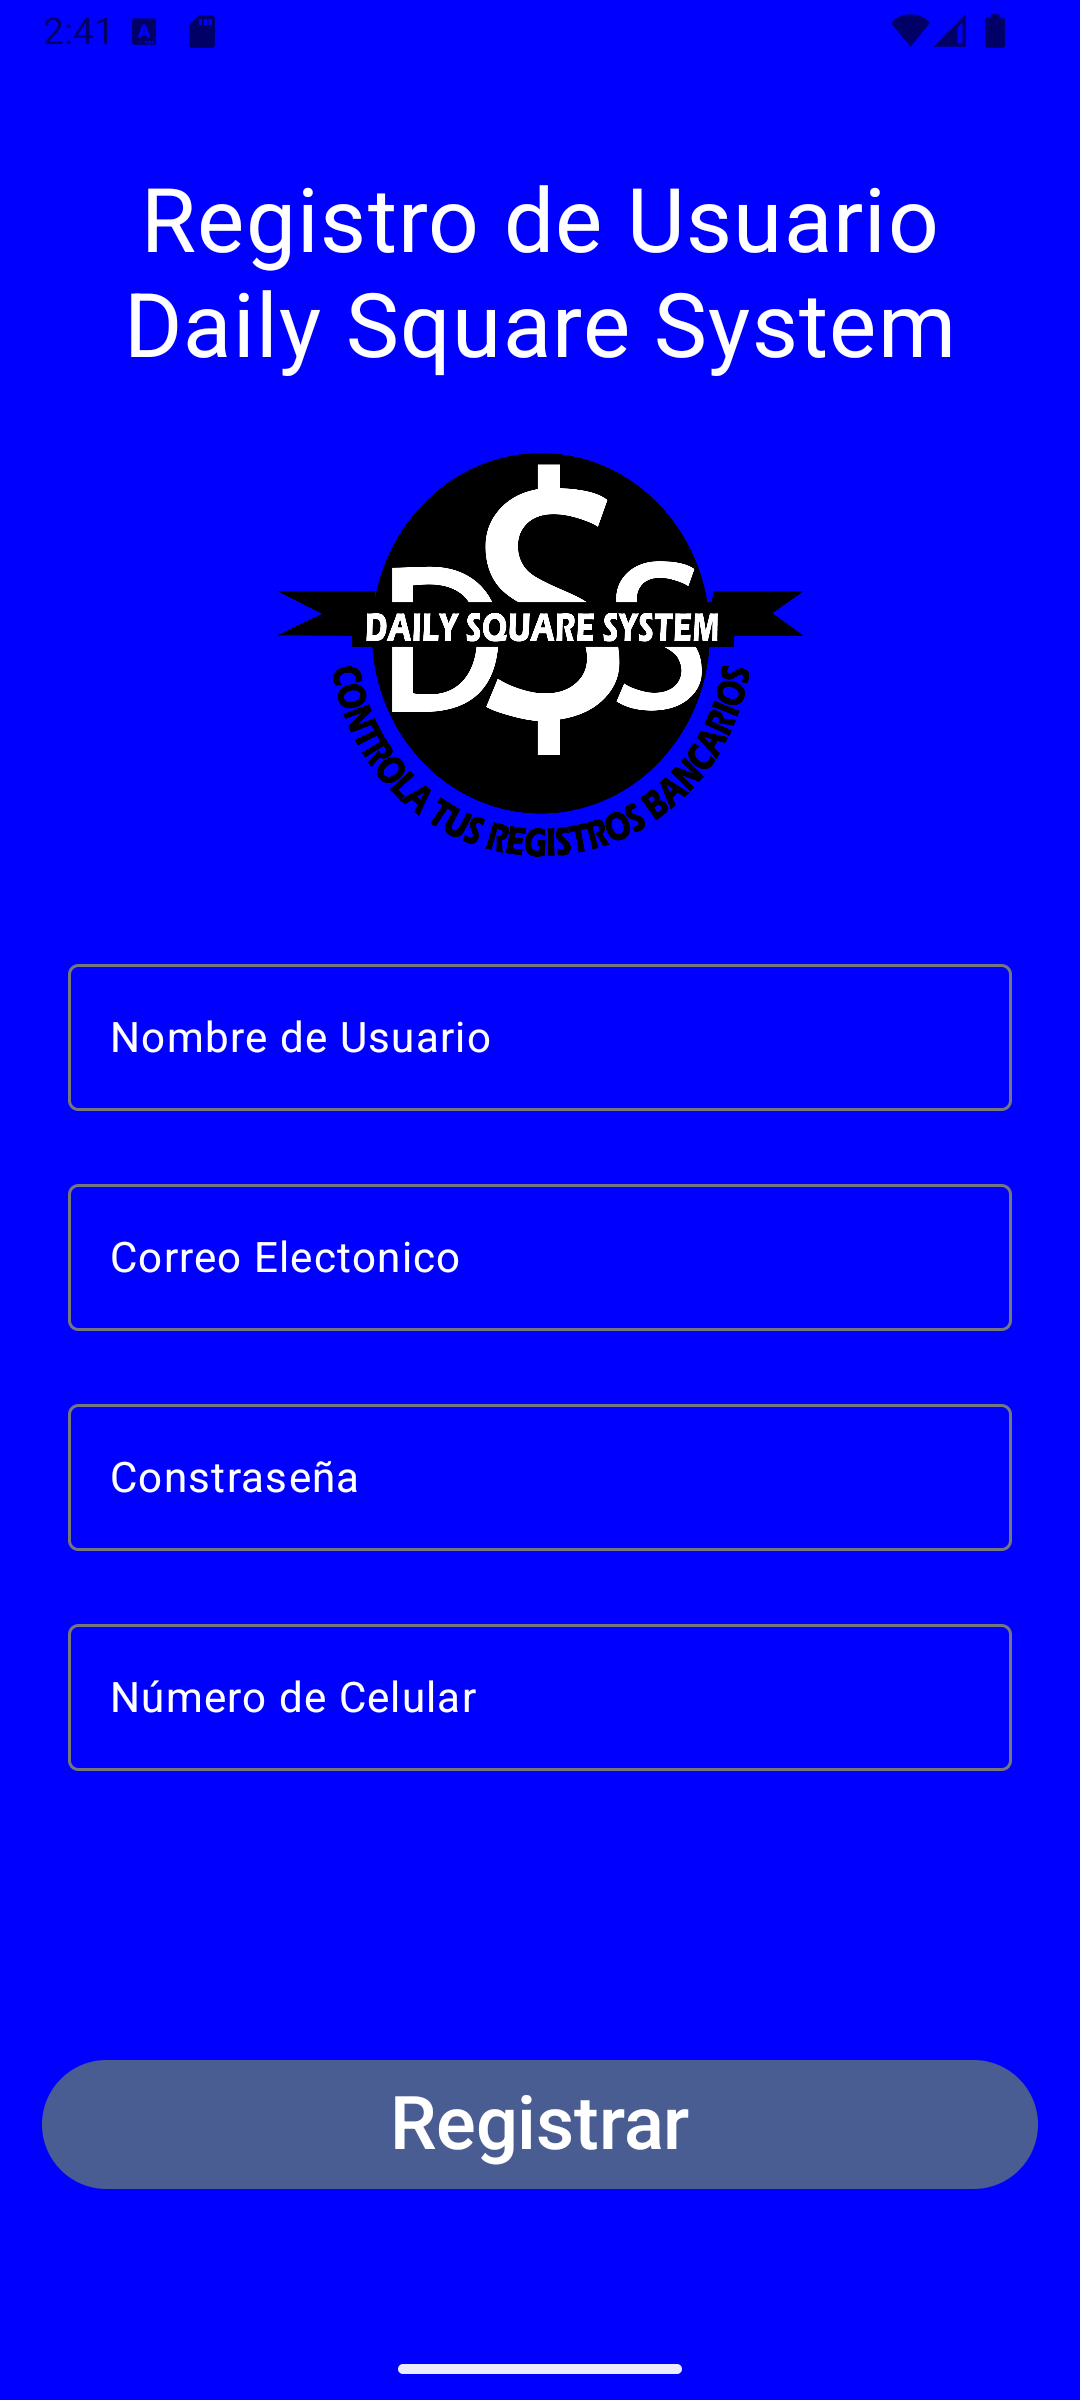 2:41
Registro de Usuario
Daily Square System
D$S
DAILY SQUARE SYSTEM
CONTROLA TUS REGISTROS BANCARIOS
Nombre de Usuario
Correo Electonico
Constraseña
Número de Celular
Registrar